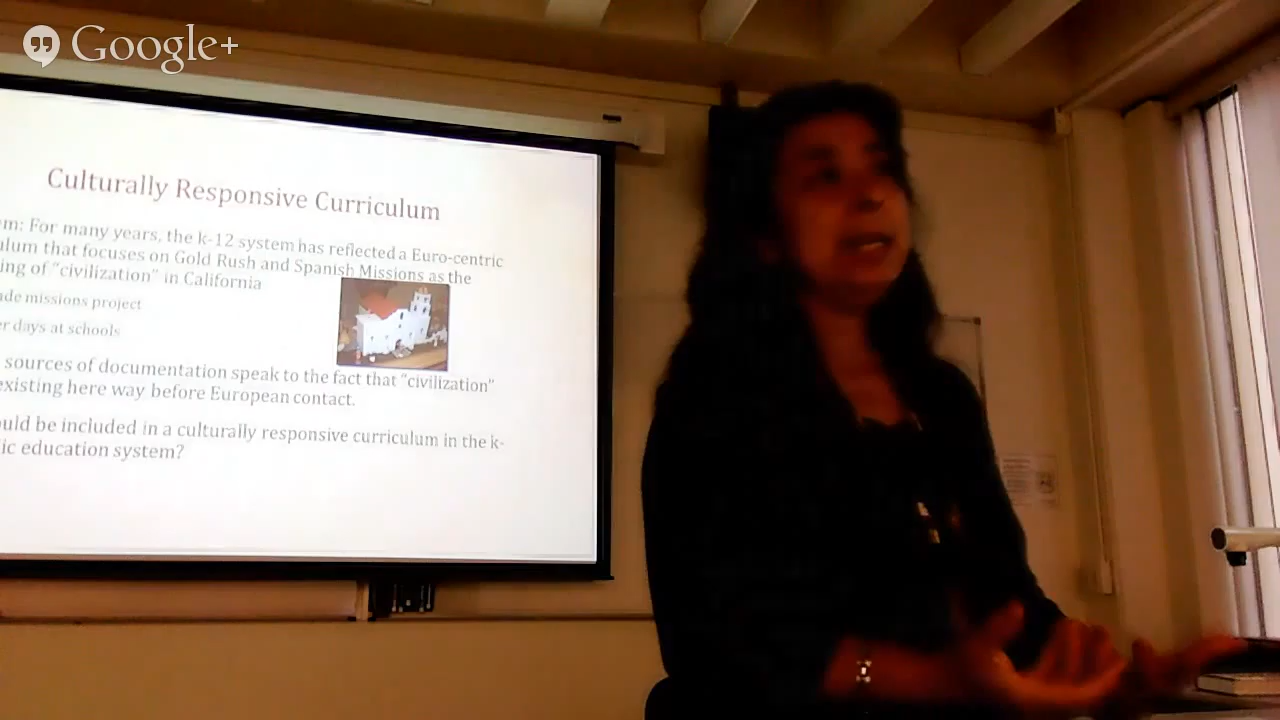 Google+
Culturally Responsive Curriculum
m: For many years, the k-12 system has reflected a Euro-centric
ulum that focuses on Gold Rush and Spanish Missions as the
ing of “civilization” in California
ade missions project
er days at schools
sources of documentation speak to the fact that “civilization”
existing here way before European contact.
ould be included in a culturally responsive curriculum in the k-
ic education system?